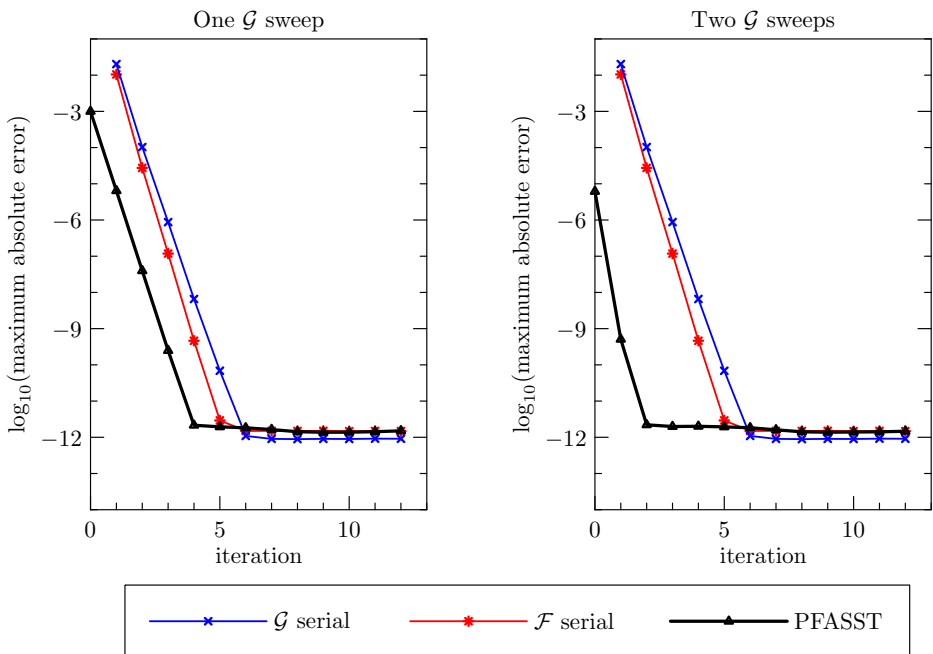 One 𝒢 sweep
Two 𝒢 sweeps
log₁₀(maximum absolute error)
−3
−6
−9
−12
0
5
10
iteration
log₁₀(maximum absolute error)
−3
−6
−9
−12
0
5
10
iteration
𝒢 serial
ℱ serial
PFASST